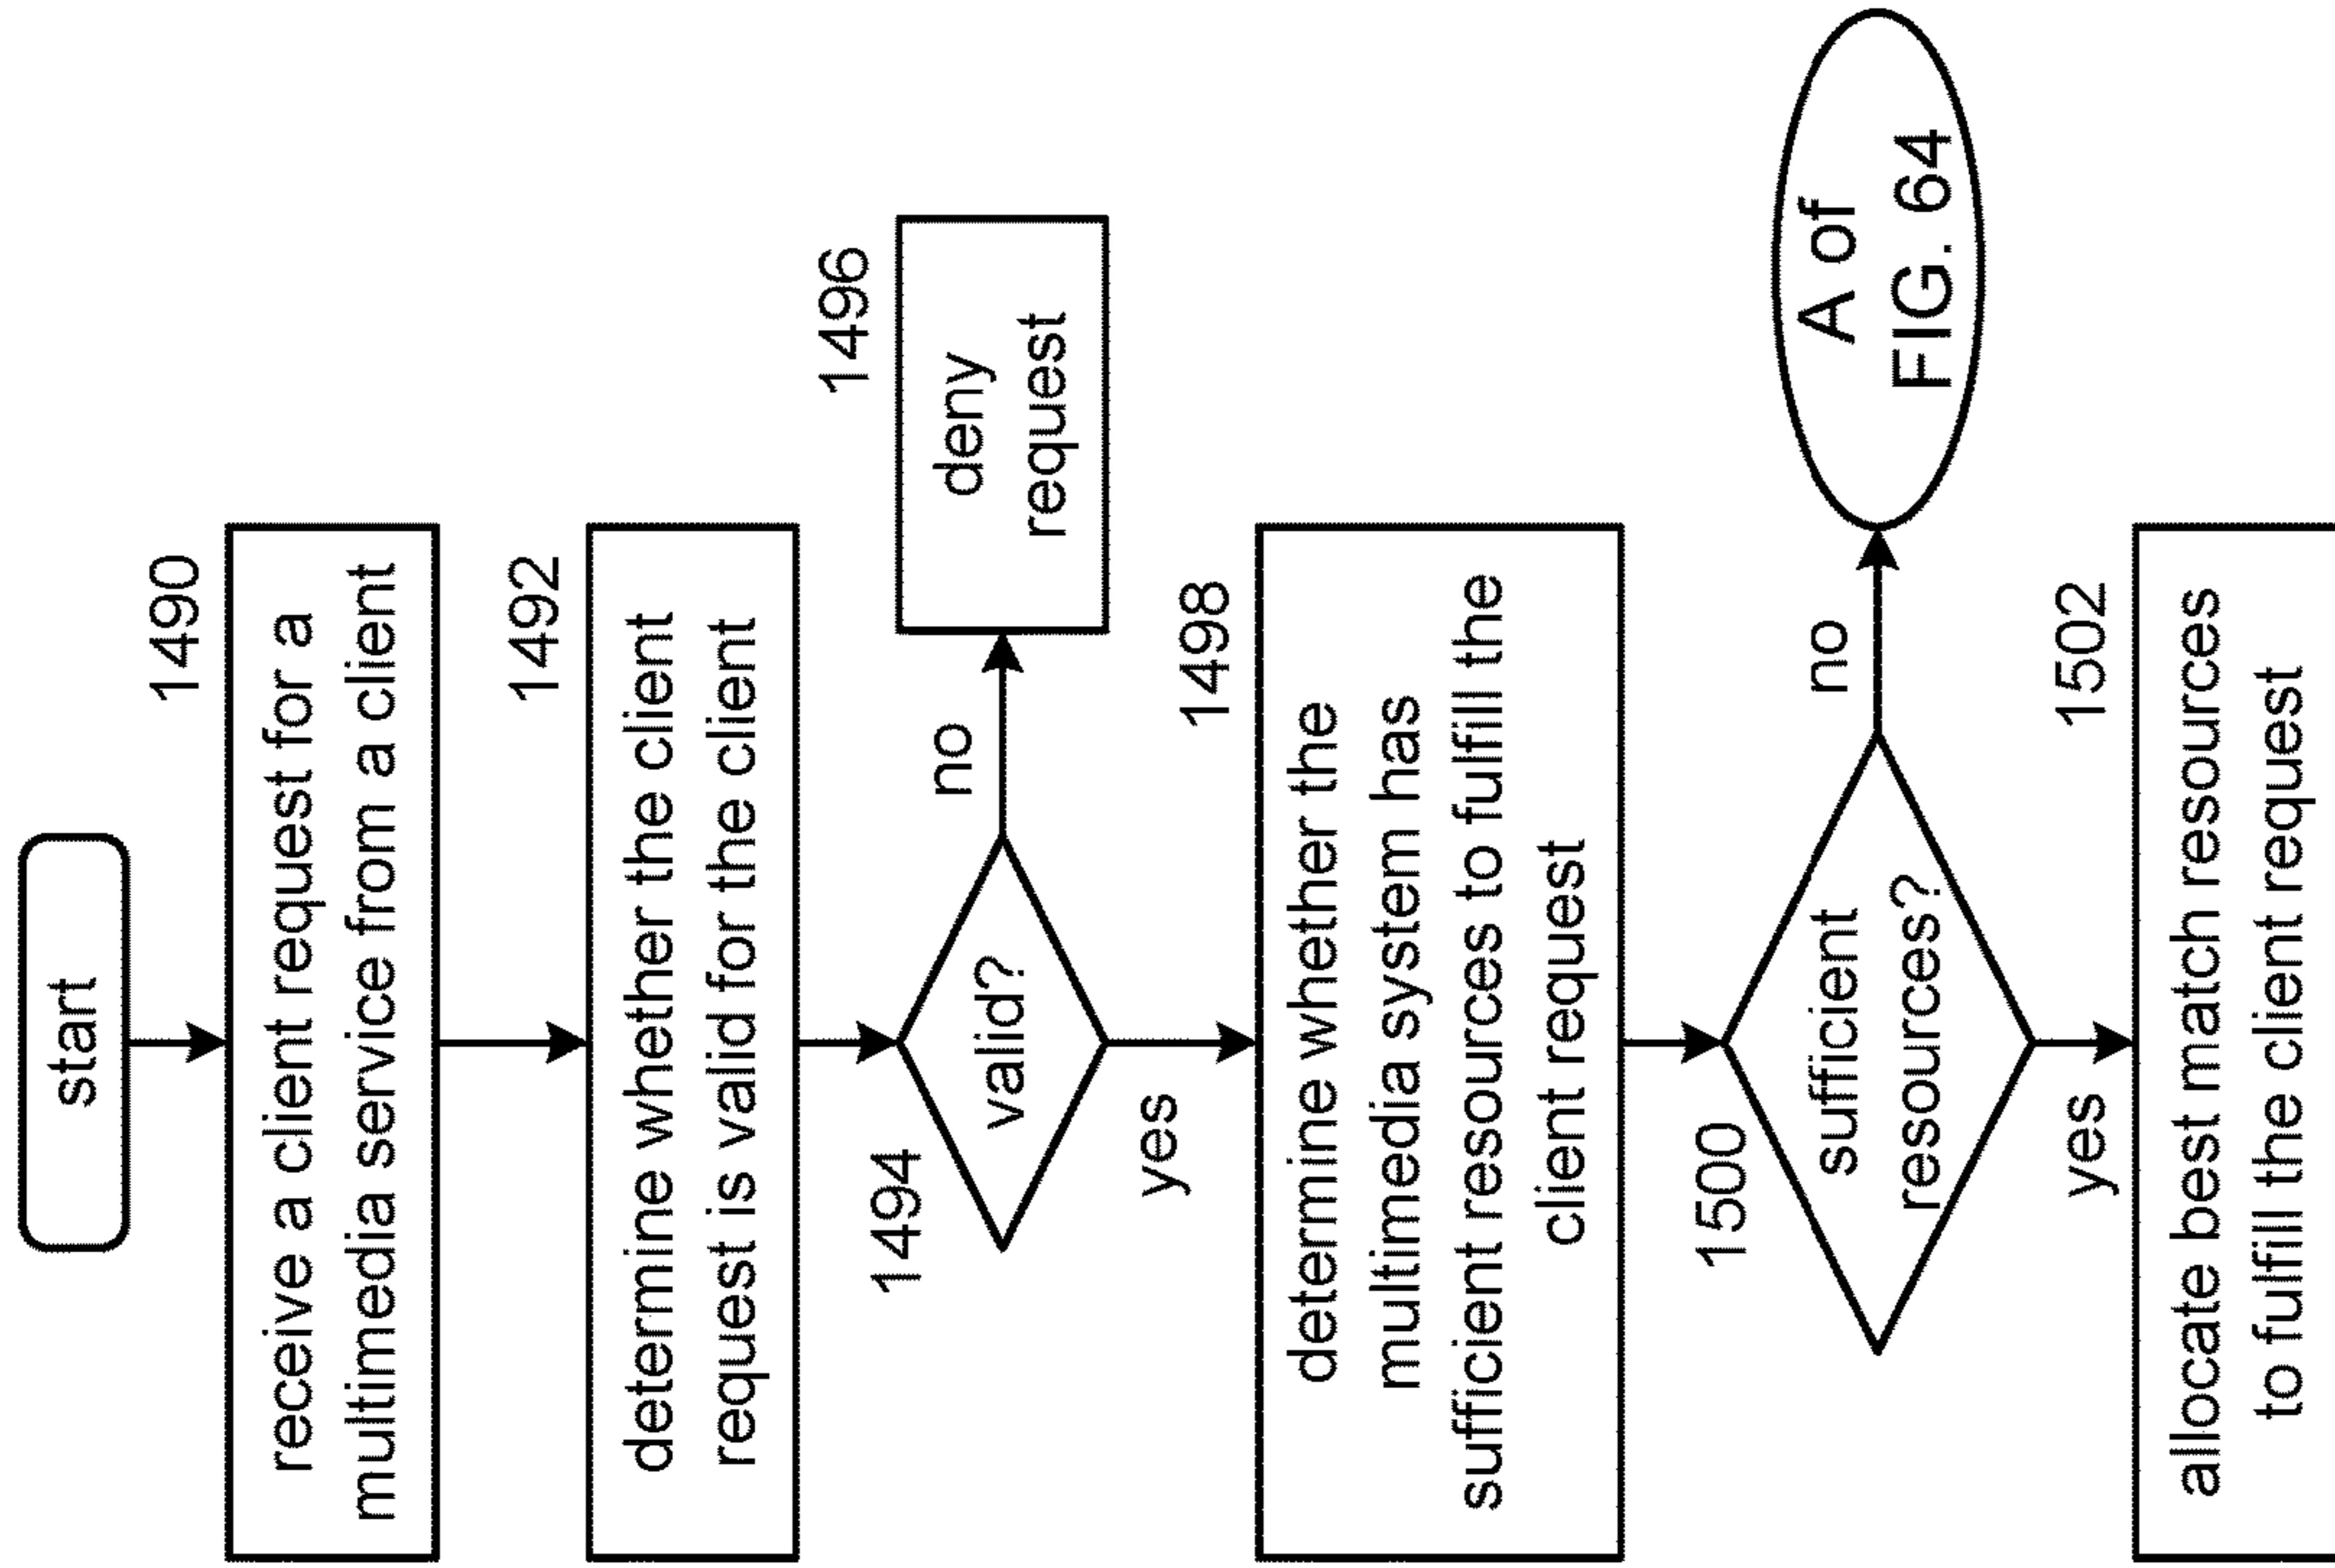 start
1490
receive a client request for a
multimedia service from a client
1492
determine whether the client
request is valid for the client
1494
valid?
no
1496
deny
request
yes
1498
determine whether the
multimedia system has
sufficient resources to fulfill the
client request
1500
sufficient
resources?
no
A of
FIG. 64
yes
1502
allocate best match resources
to fulfill the client request